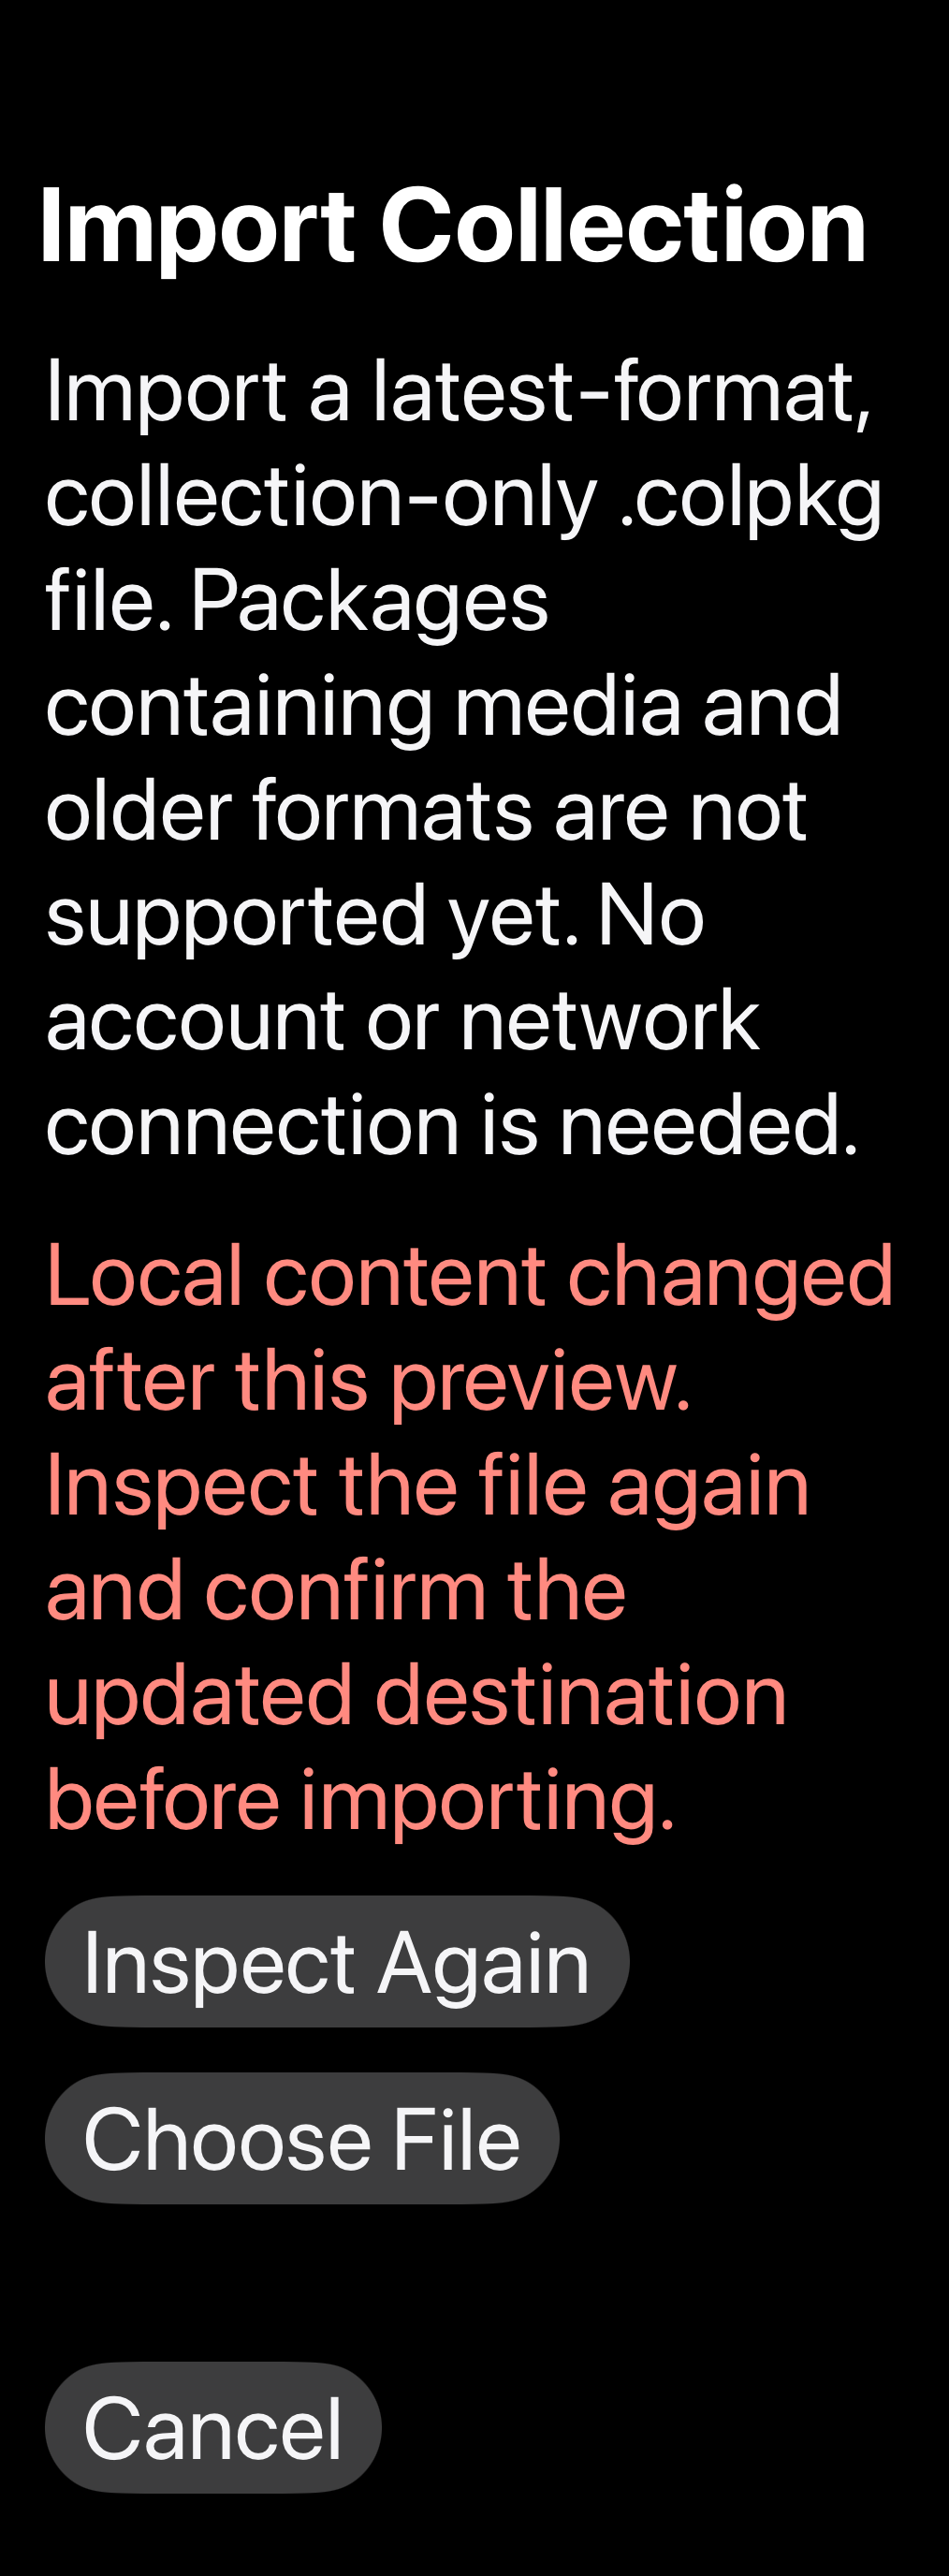 Import Collection
Import a latest-format,
collection-only .colpkg
file. Packages
containing media and
older formats are not
supported yet. No
account or network
connection is needed.
Local content changed
after this preview.
Inspect the file again
and confirm the
updated destination
before importing.
Inspect Again
Choose File
Cancel